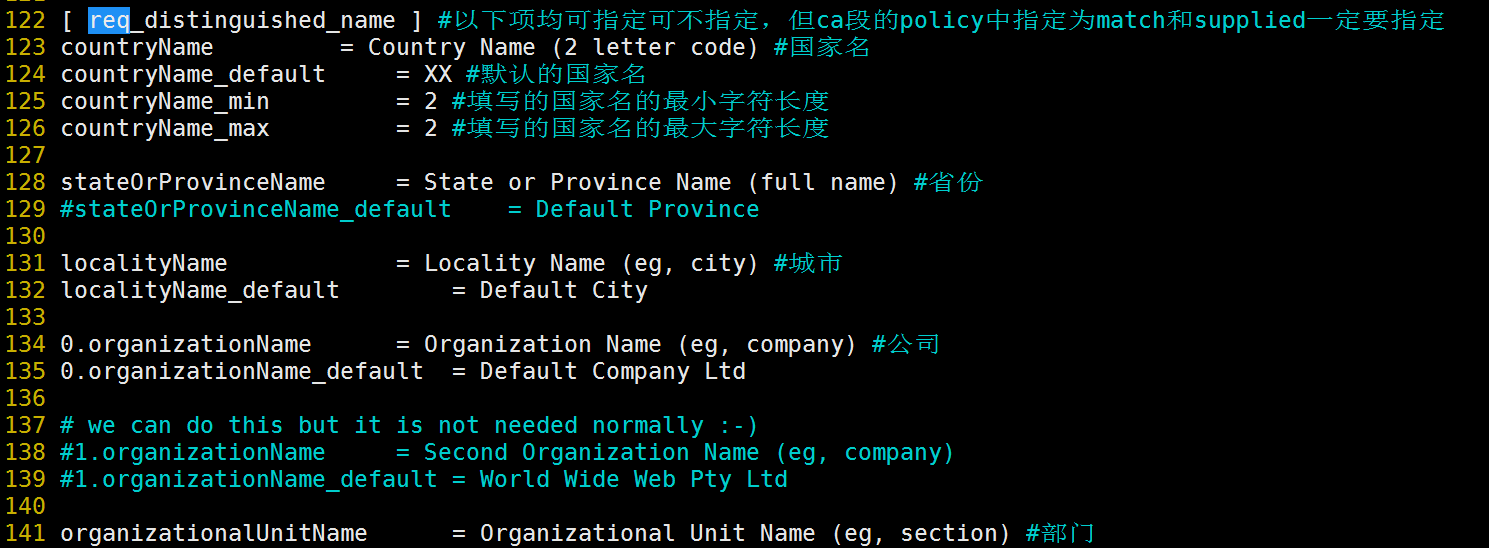 122 [ req_distinguished_name ] #以下项均可指定可不指定，但ca段的policy中指定为match和supplied一定要指定
123 countryName         = Country Name (2 letter code) #国家名
124 countryName_default     = XX #默认的国家名
125 countryName_min         = 2 #填写的国家名的最小字符长度
126 countryName_max         = 2 #填写的国家名的最大字符长度
127
128 stateOrProvinceName     = State or Province Name (full name) #省份
129 #stateOrProvinceName_default    = Default Province
130
131 localityName            = Locality Name (eg, city) #城市
132 localityName_default        = Default City
133
134 0.organizationName      = Organization Name (eg, company) #公司
135 0.organizationName_default  = Default Company Ltd
136
137 # we can do this but it is not needed normally :-)
138 #1.organizationName     = Second Organization Name (eg, company)
139 #1.organizationName_default = World Wide Web Pty Ltd
140
141 organizationalUnitName      = Organizational Unit Name (eg, section) #部门